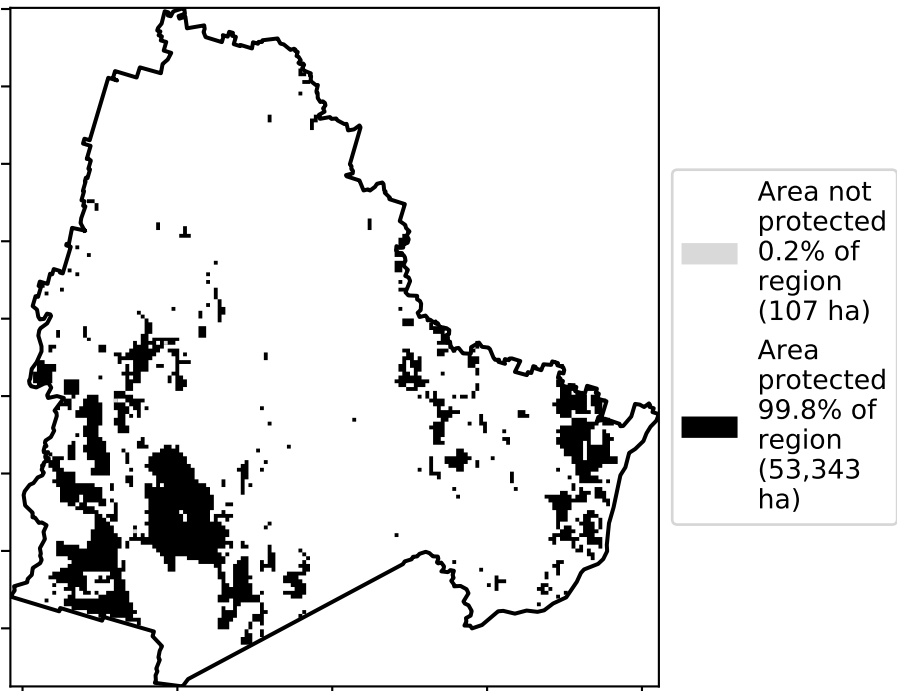 Area not
protected
0.2% of
region
(107 ha)
Area
protected
99.8% of
region
(53,343
ha)